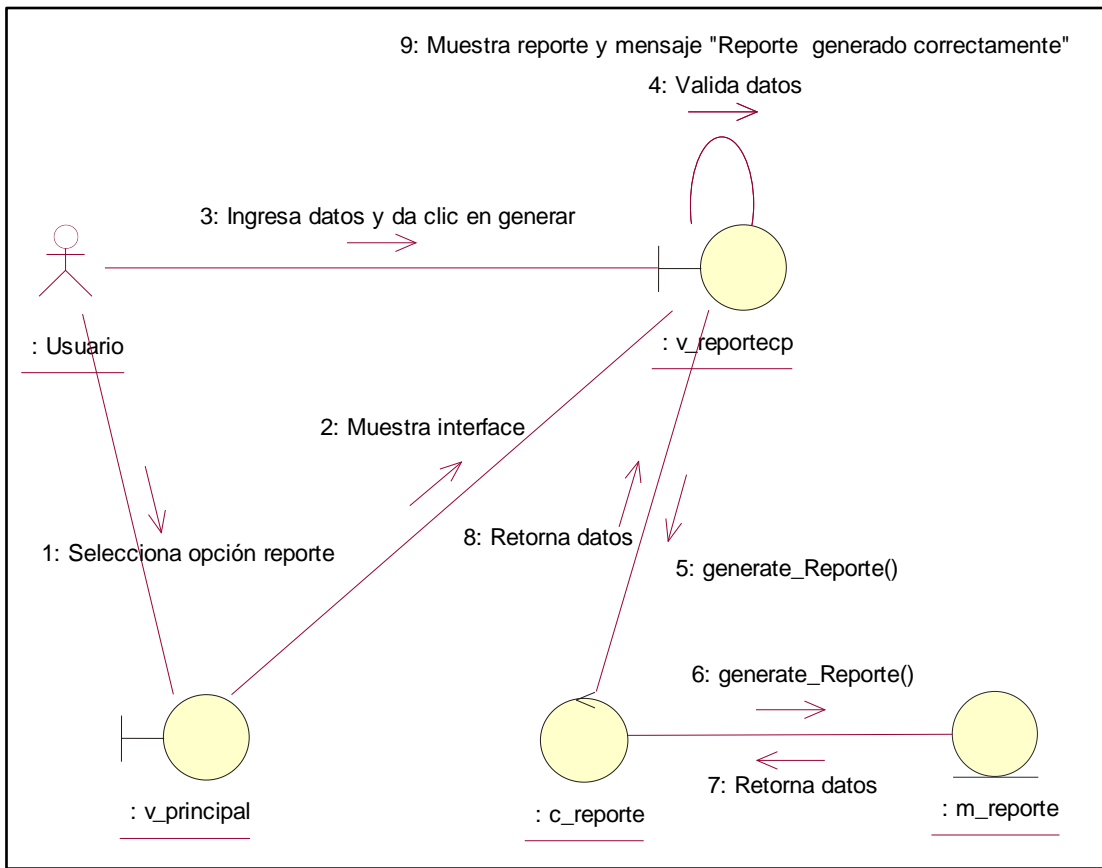 9: Muestra reporte y mensaje "Reporte generado correctamente"
4: Valida datos
3: Ingresa datos y da clic en generar
: Usuario
: v_reportecp
2: Muestra interface
8: Retorna datos
1: Selecciona opción reporte
5: generate_Reporte()
6: generate_Reporte()
7: Retorna datos
: v_principal
: c_reporte
: m_reporte